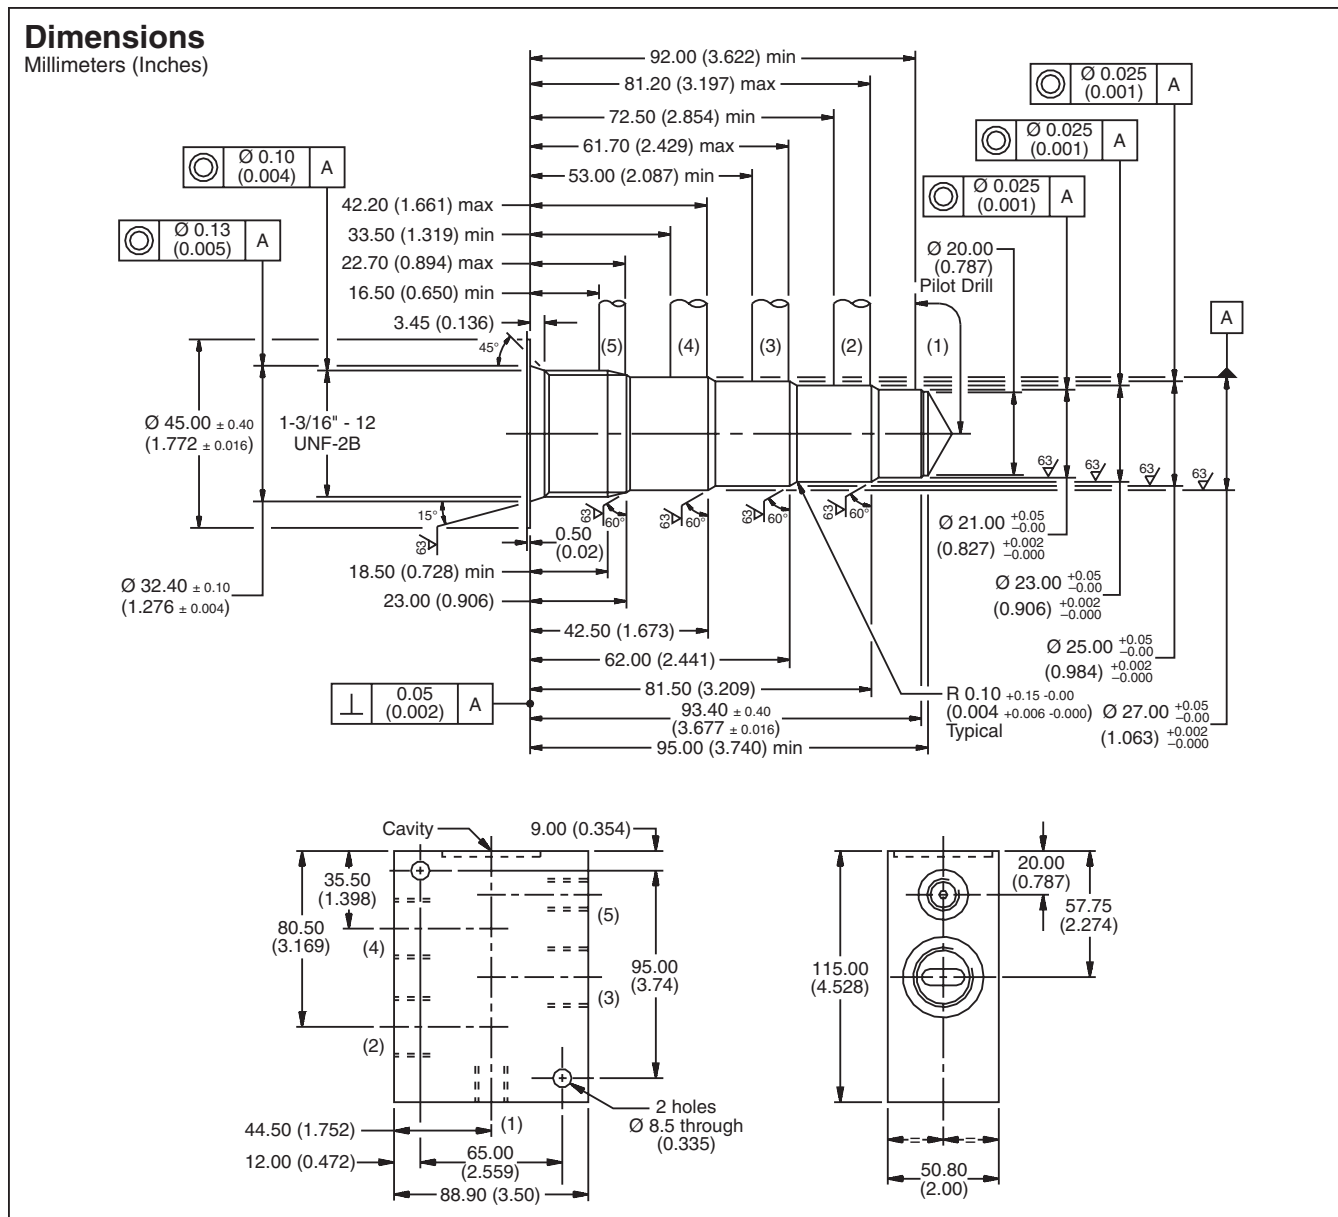 Dimensions
Millimeters (Inches)
92.00 (3.622) min
81.20 (3.197) max
72.50 (2.854) min
61.70 (2.429) max
53.00 (2.087) min
42.20 (1.661) max
33.50 (1.319) min
22.70 (0.894) max
16.50 (0.650) min
3.45 (0.136)
Ø 0.10
(0.004)
A
Ø 0.13
(0.005)
A
Ø 0.025
(0.001)
A
Ø 0.025
(0.001)
A
Ø 0.025
(0.001)
A
Ø 20.00
(0.787)
Pilot Drill
A
45°
(5)
(4)
(3)
(2)
(1)
Ø 45.00 ± 0.40
(1.772 ± 0.016)
1-3/16" - 12
UNF-2B
15°
63
63
60°
63
60°
63
60°
63
60°
63
63
63
63
0.50
(0.02)
Ø 32.40 ± 0.10
(1.276 ± 0.004)
18.50 (0.728) min
23.00 (0.906)
42.50 (1.673)
62.00 (2.441)
81.50 (3.209)
93.40 ± 0.40
(3.677 ± 0.016)
95.00 (3.740) min
⊥
0.05
(0.002)
A
R 0.10 +0.15 -0.00
(0.004 +0.006 -0.000)
Typical
Ø 21.00 +0.05 –0.00
(0.827) +0.002 –0.000
Ø 23.00 +0.05 –0.00
(0.906) +0.002 –0.000
Ø 25.00 +0.05 –0.00
(0.984) +0.002 –0.000
Ø 27.00 +0.05 –0.00
(1.063) +0.002 –0.000
Cavity
9.00 (0.354)
35.50
(1.398)
80.50
(3.169)
(4)
(2)
(5)
(3)
(1)
95.00
(3.74)
2 holes
Ø 8.5 through
(0.335)
44.50 (1.752)
12.00 (0.472)
65.00
(2.559)
88.90 (3.50)
20.00
(0.787)
57.75
(2.274)
115.00
(4.528)
= =
50.80
(2.00)